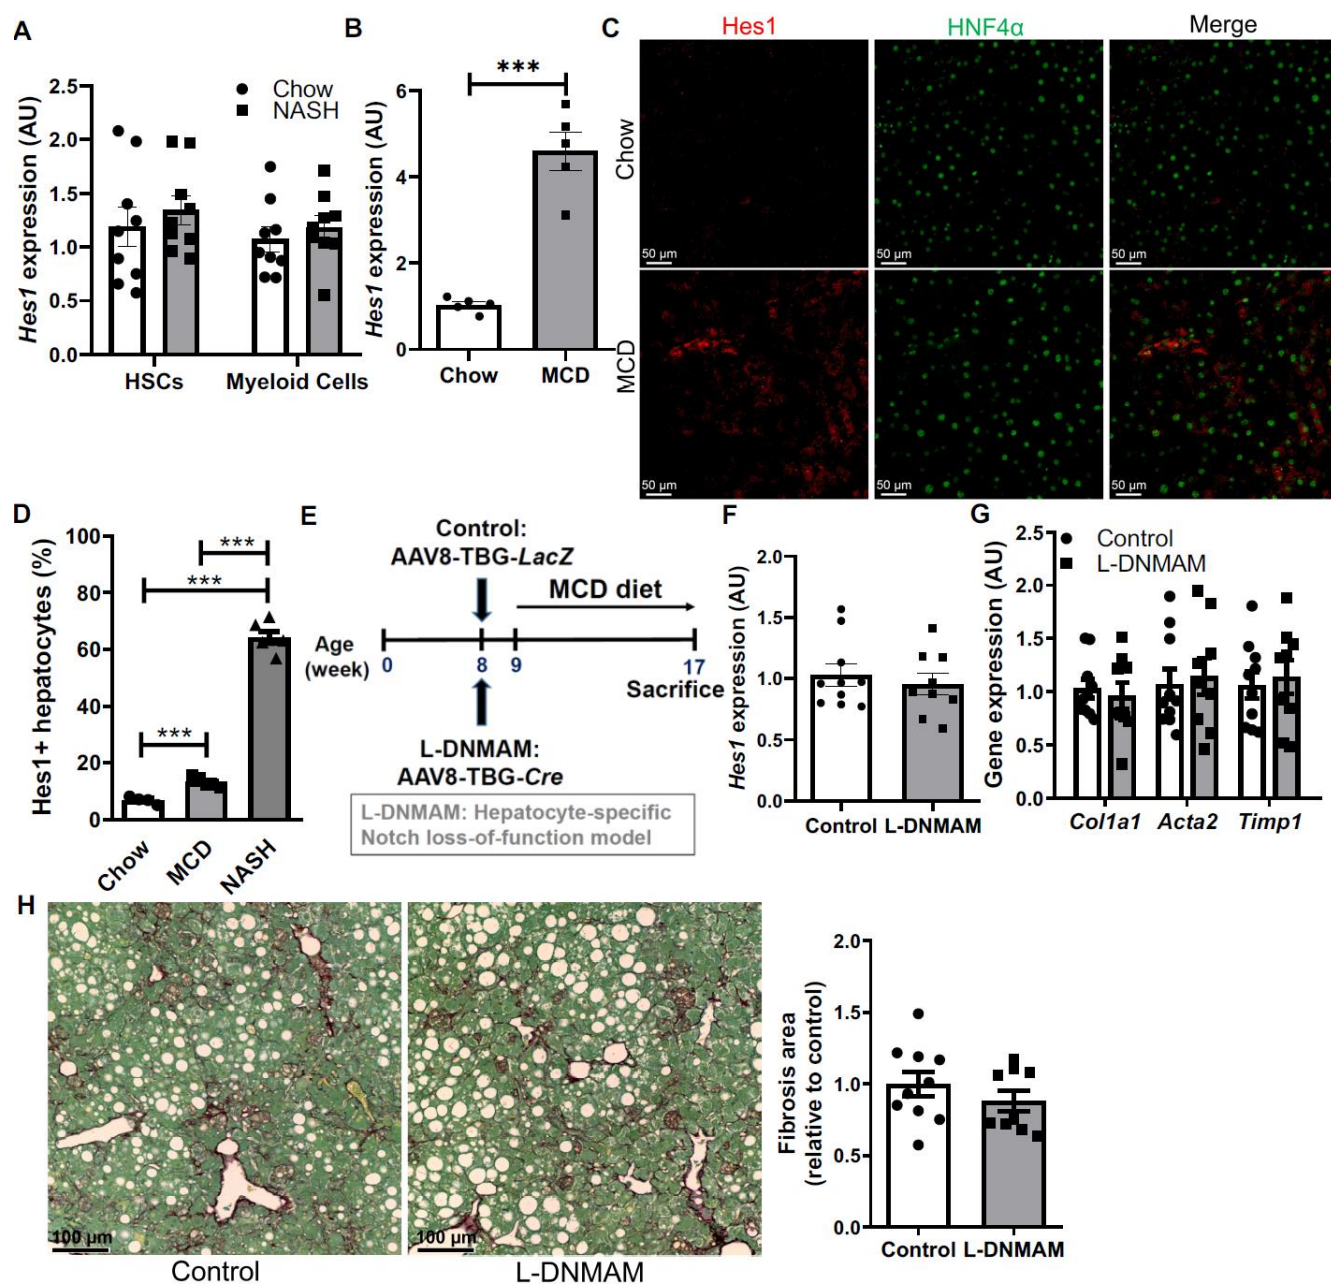 A
Hes1 expression (AU)
2.5
2.0
1.5
1.0
0.5
0.0
Chow
NASH
HSCs
Myeloid Cells
B
Hes1 expression (AU)
6
4
2
0
***
Chow
MCD
C
Hes1
HNF4α
Merge
Chow
50 µm
50 µm
50 µm
MCD
50 µm
50 µm
50 µm
D
Hes1+ hepatocytes (%)
100
80
60
40
20
0
***
***
***
Chow
MCD
NASH
E
Control:
AAV8-TBG-LacZ
MCD diet
Age
(week)
0
8
9
17
Sacrifice
L-DNMAM:
AAV8-TBG-Cre
L-DNMAM: Hepatocyte-specific
Notch loss-of-function model
F
Hes1 expression (AU)
2.0
1.5
1.0
0.5
0.0
Control
L-DNMAM
G
Gene expression (AU)
2.5
2.0
1.5
1.0
0.5
0.0
Control
L-DNMAM
Col1a1
Acta2
Timp1
H
100 µm
Control
100 µm
L-DNMAM
Fibrosis area
(relative to control)
2.0
1.5
1.0
0.5
0.0
Control
L-DNMAM